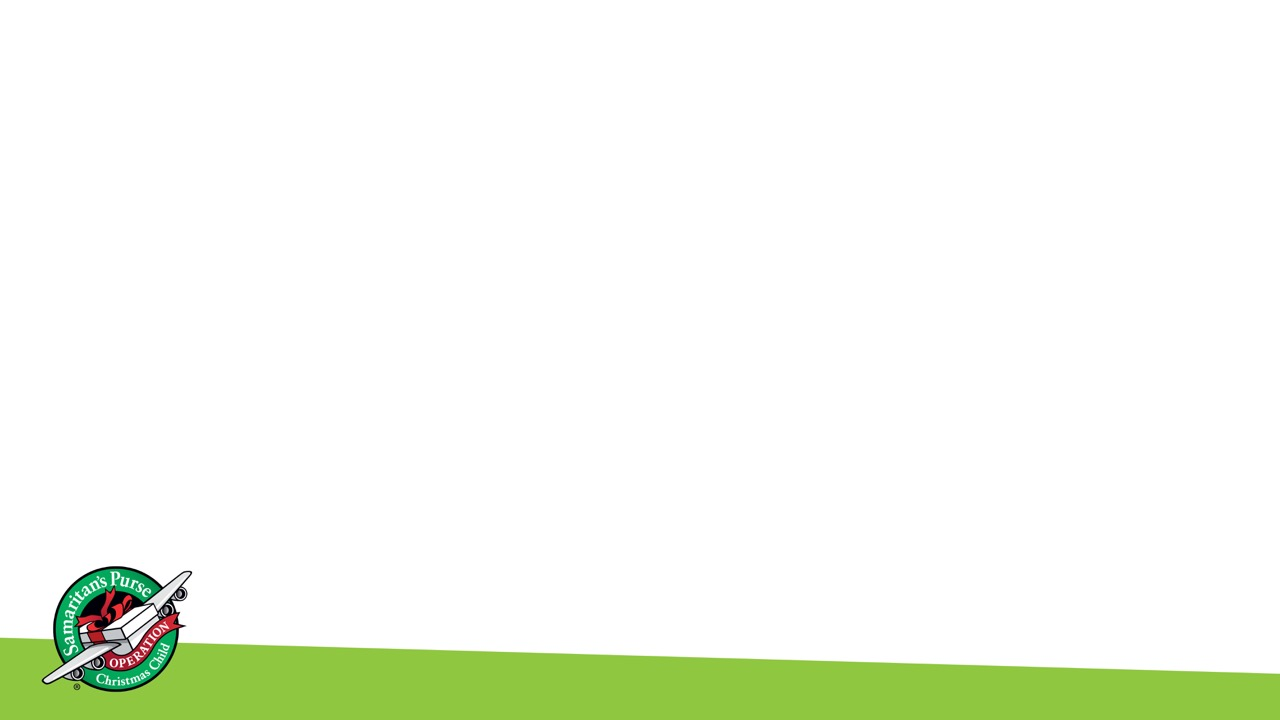 Samaritan's Purse
OPERATION
Christmas Child
®